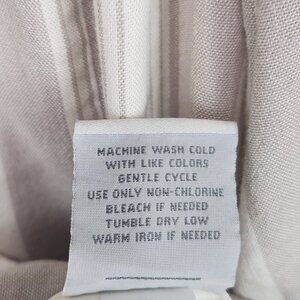 MACHINE WASH COLD
WITH LIKE COLORS
GENTLE CYCLE
USE ONLY NON-CHLORINE
BLEACH IF NEEDED
TUMBLE DRY LOW
WARM IRON IF NEEDED